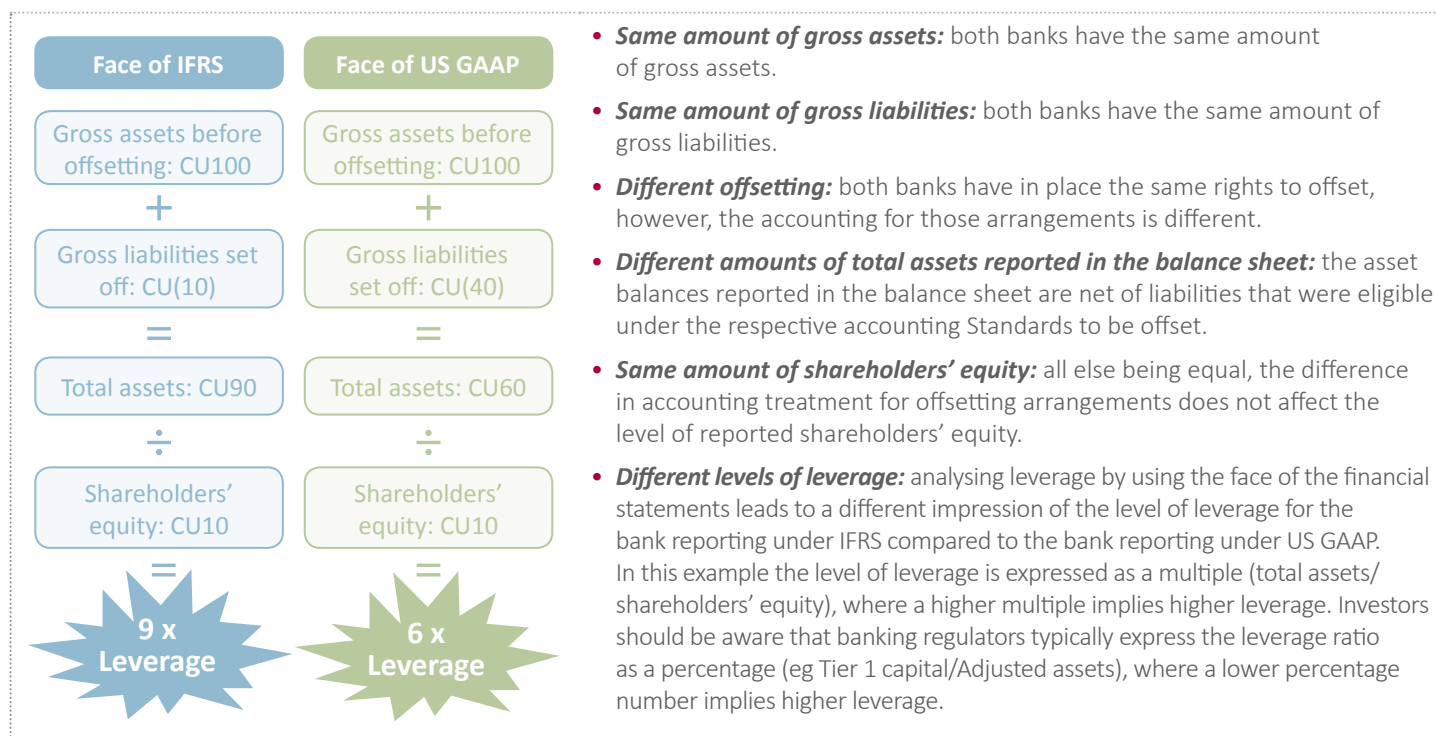 Face of IFRS
Gross assets before
offsetting: CU100
+
Gross liabilities set
off: CU(10)
=
Total assets: CU90
÷
Shareholders’
equity: CU10
=
9 x
Leverage
Face of US GAAP
Gross assets before
offsetting: CU100
+
Gross liabilities
set off: CU(40)
=
Total assets: CU60
÷
Shareholders’
equity: CU10
=
6 x
Leverage
• Same amount of gross assets: both banks have the same amount
of gross assets.
• Same amount of gross liabilities: both banks have the same amount of
gross liabilities.
• Different offsetting: both banks have in place the same rights to offset,
however, the accounting for those arrangements is different.
• Different amounts of total assets reported in the balance sheet: the asset
balances reported in the balance sheet are net of liabilities that were eligible
under the respective accounting Standards to be offset.
• Same amount of shareholders’ equity: all else being equal, the difference
in accounting treatment for offsetting arrangements does not affect the
level of reported shareholders’ equity.
• Different levels of leverage: analysing leverage by using the face of the financial
statements leads to a different impression of the level of leverage for the
bank reporting under IFRS compared to the bank reporting under US GAAP.
In this example the level of leverage is expressed as a multiple (total assets/
shareholders’ equity), where a higher multiple implies higher leverage. Investors
should be aware that banking regulators typically express the leverage ratio
as a percentage (eg Tier 1 capital/Adjusted assets), where a lower percentage
number implies higher leverage.